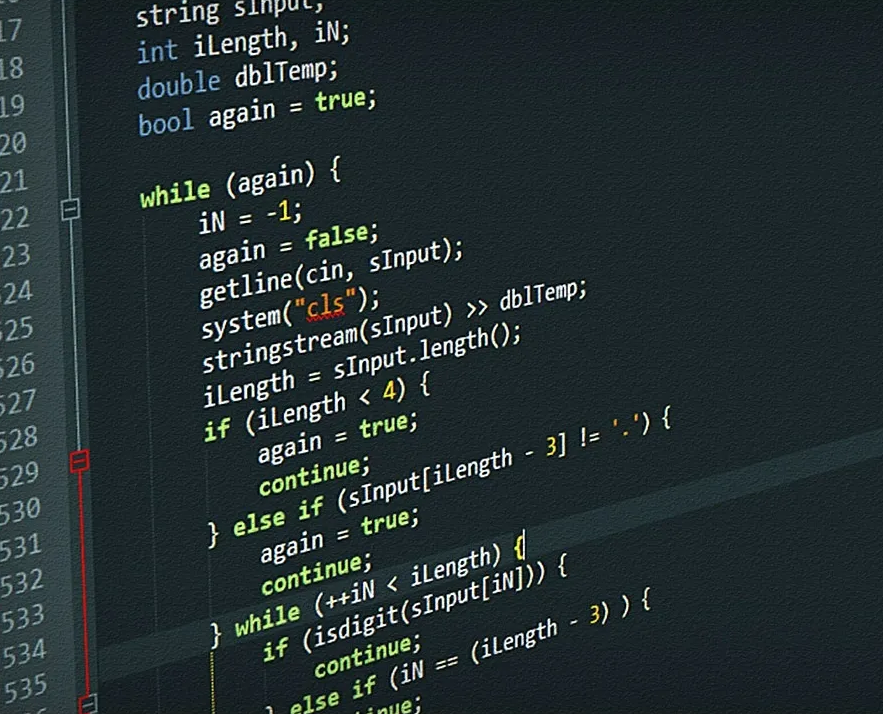 17 string sInput;
18 int iLength, iN;
19 double dblTemp;
20 bool again = true;
21
22 while (again) {
23 iN = -1;
24 again = false;
525 getline(cin, sInput);
526 system("cls");
527 stringstream(sInput) >> dblTemp;
528 iLength = sInput.length();
529 if (iLength < 4) {
530 again = true;
531 continue;
532 } else if (sInput[iLength - 3] != '.') {
533 again = true;
534 continue;
535 } while (++iN < iLength) {
if (isdigit(sInput[iN])) {
continue;
} else if (iN == (iLength - 3) ) {